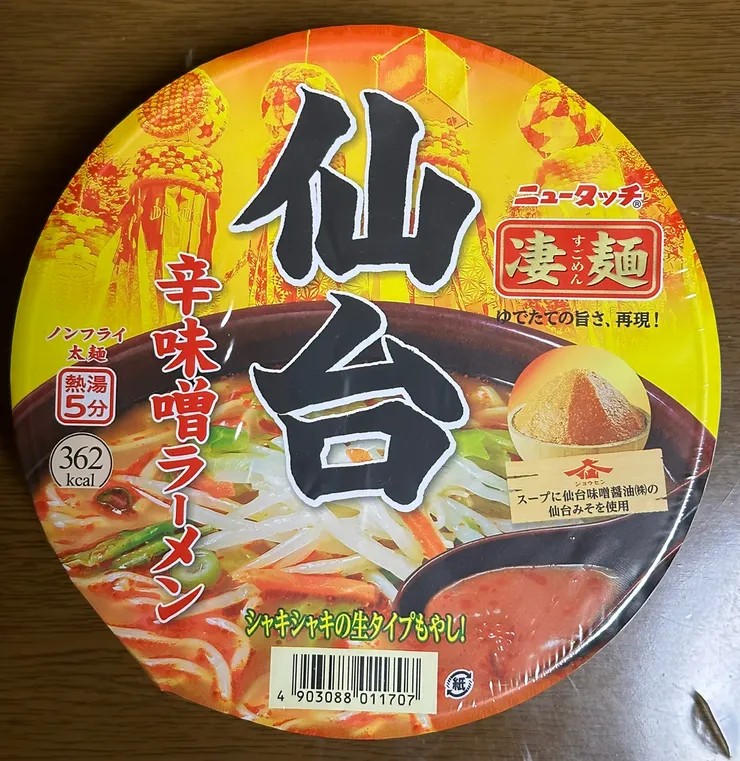 仙台
辛味噌ラーメン
ニュータッチ®
凄麺
すごめん
ゆでたての旨さ、再現!
ノンフライ
太麺
熱湯
5分
362
kcal
ジョウセン
スープに仙台味噌醤油㈱の
仙台みそを使用
シャキシャキの生タイプもやし!
4 903088 011707
紙